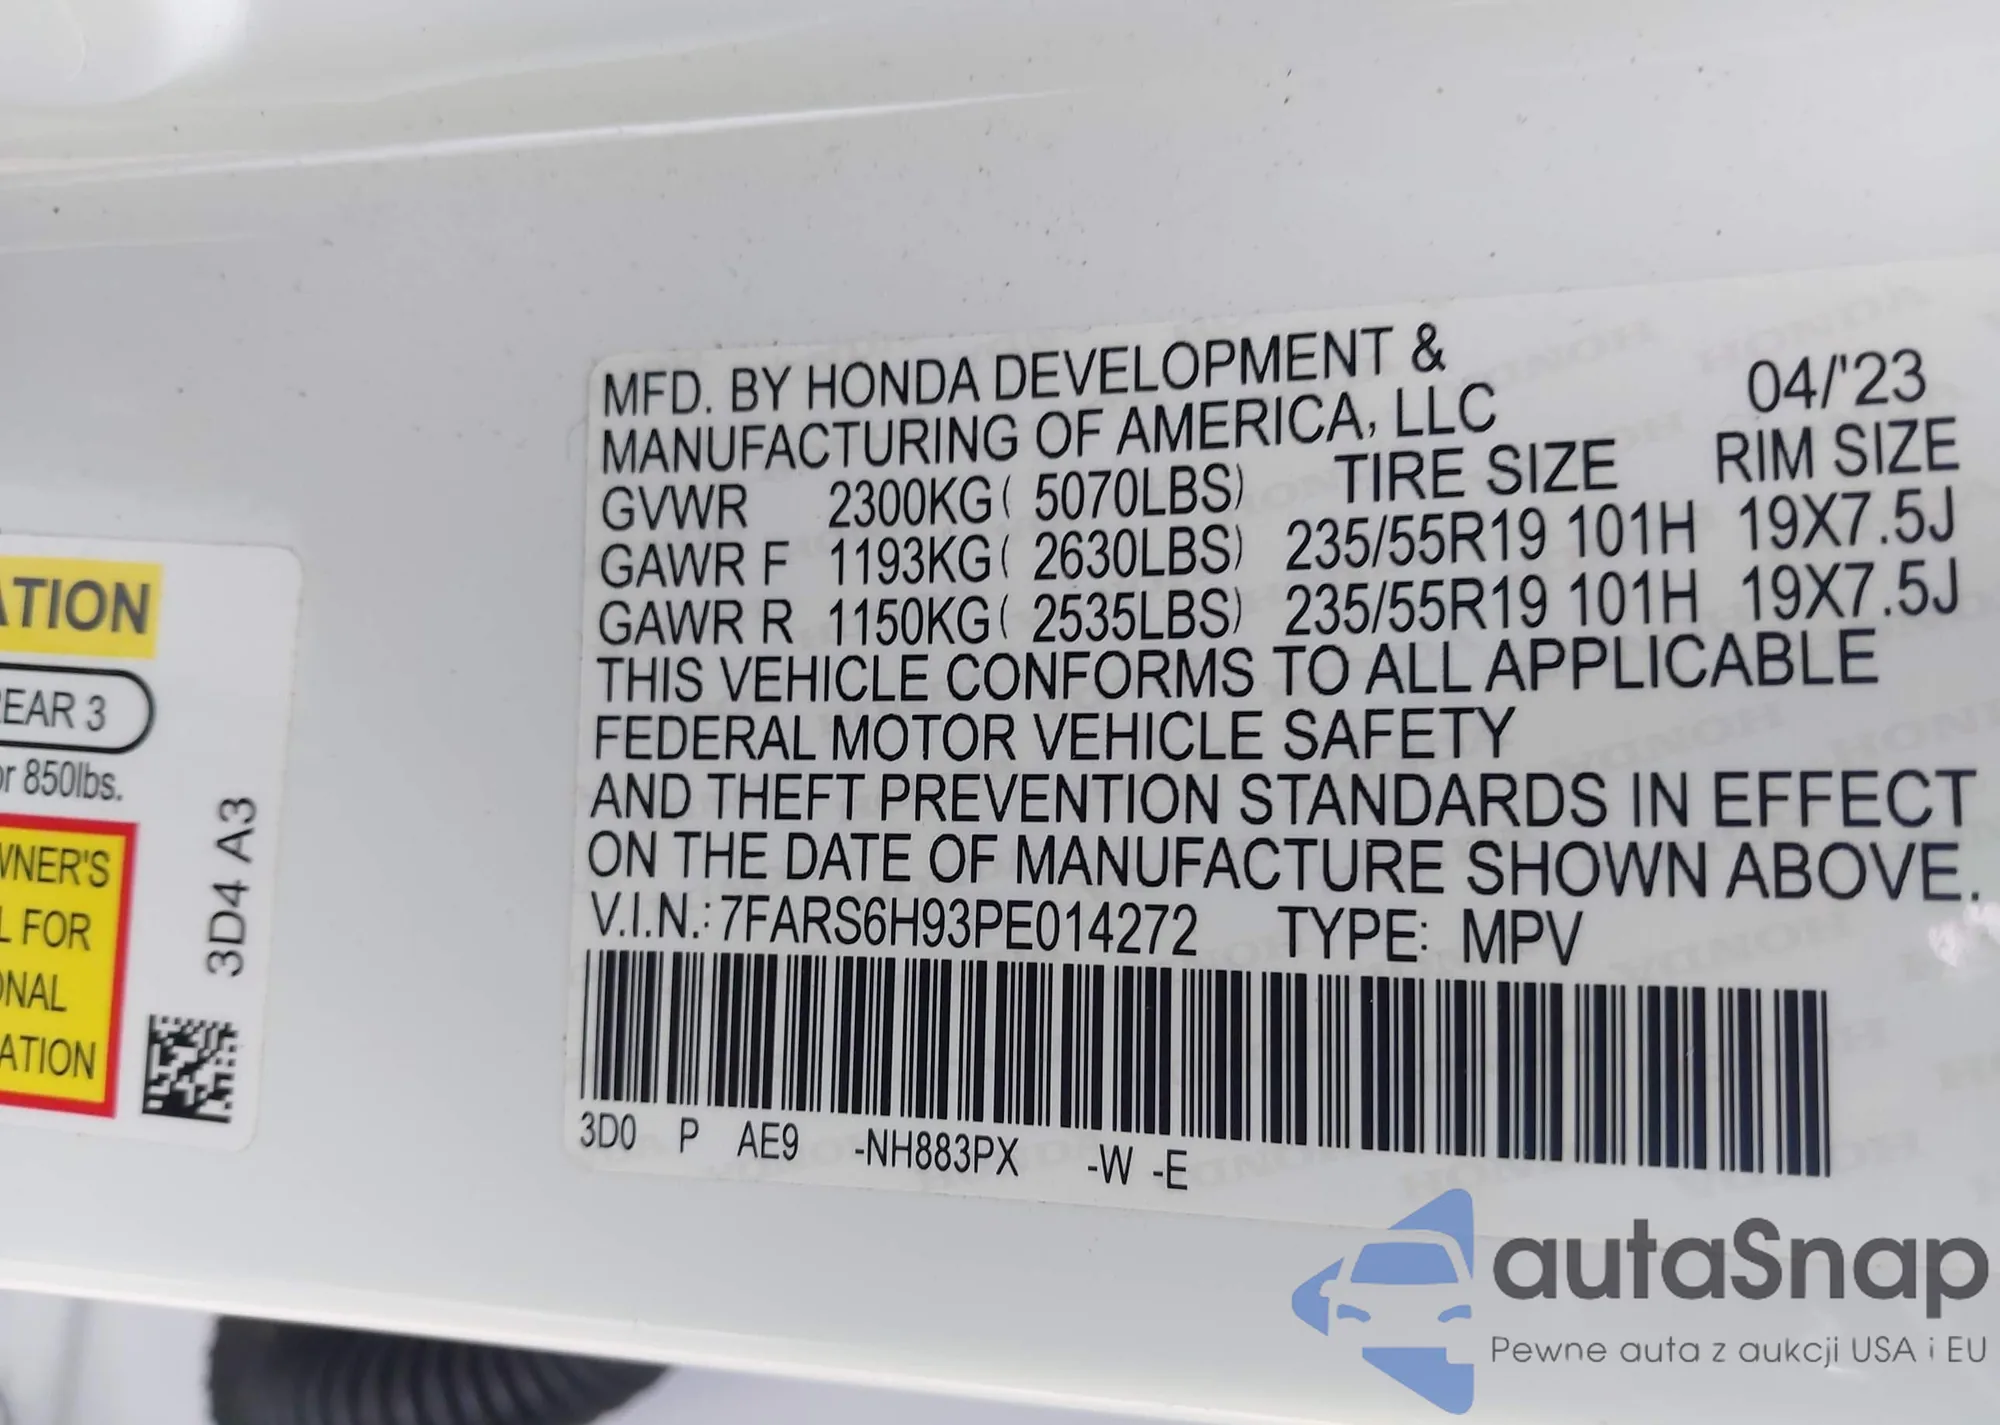 MFD. BY HONDA DEVELOPMENT &
MANUFACTURING OF AMERICA, LLC 04/'23
GVWR 2300KG( 5070LBS) TIRE SIZE RIM SIZE
GAWR F 1193KG( 2630LBS) 235/55R19 101H 19X7.5J
GAWR R 1150KG( 2535LBS) 235/55R19 101H 19X7.5J
THIS VEHICLE CONFORMS TO ALL APPLICABLE
FEDERAL MOTOR VEHICLE SAFETY
AND THEFT PREVENTION STANDARDS IN EFFECT
ON THE DATE OF MANUFACTURE SHOWN ABOVE.
V.I.N.: 7FARS6H93PE014272 TYPE: MPV
3D0 P AE9 -NH883PX -W -E
ATION
EAR 3
or 850lbs.
WNER'S
L FOR
ONAL
ATION
3D4 A3
autaSnap
Pewne auta z aukcji USA i EU